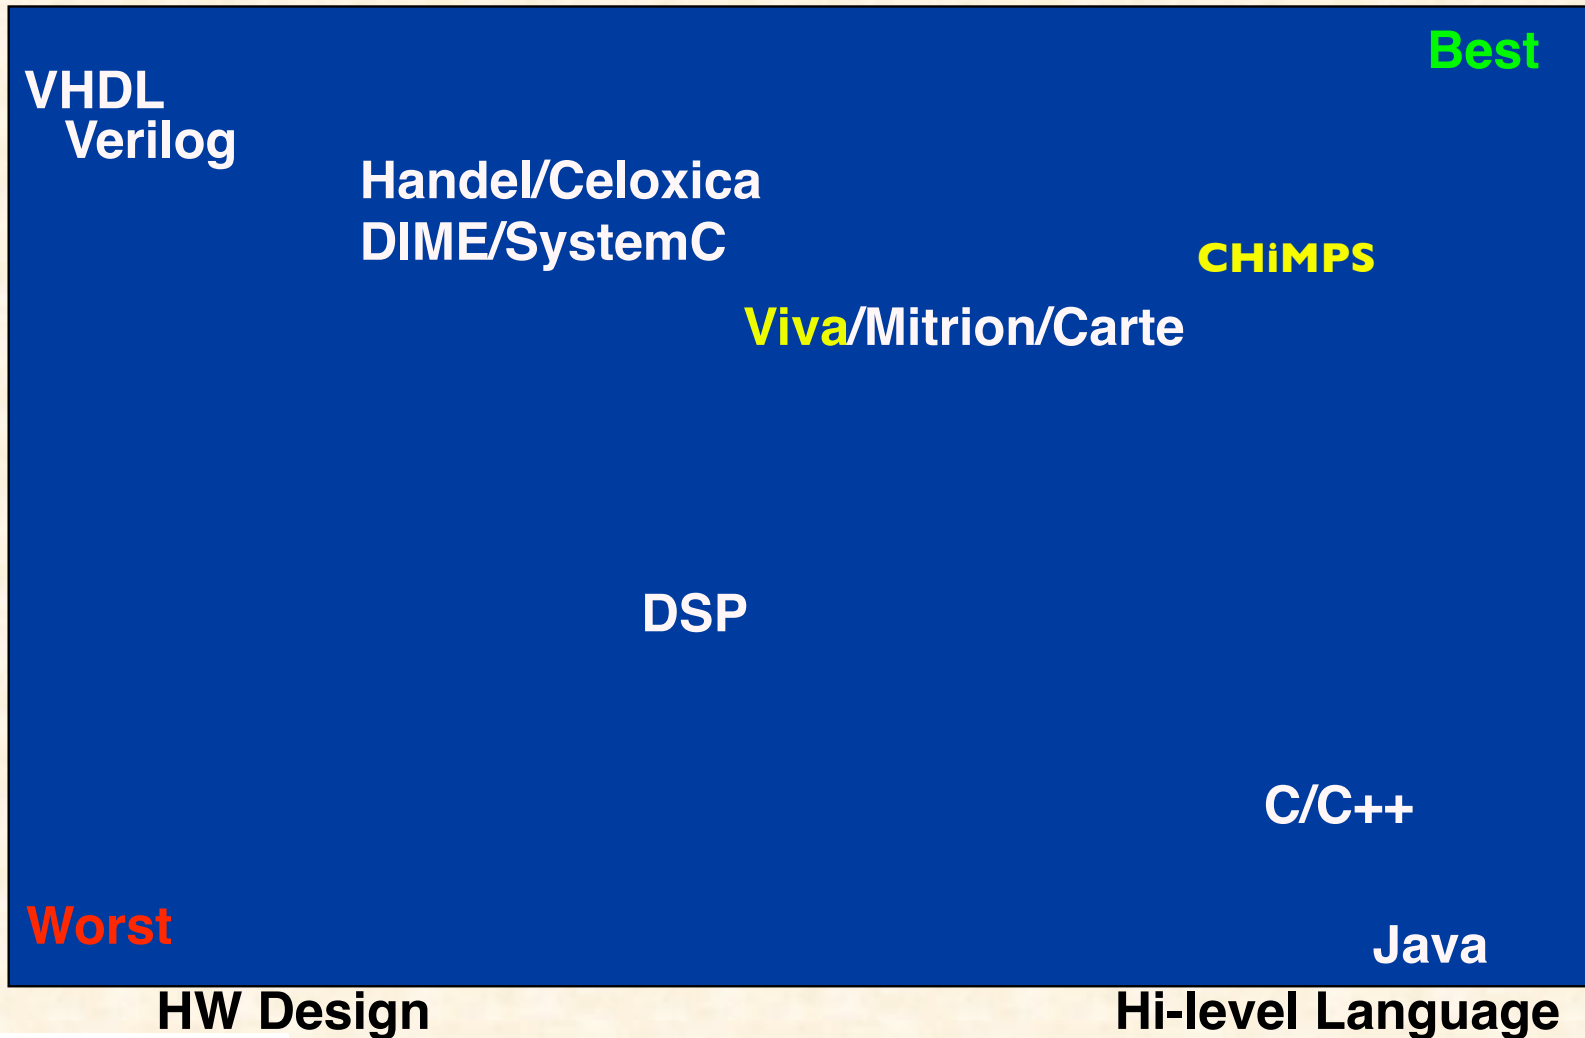 Best
VHDL
Verilog
Handel/Celoxica
DIME/SystemC
CHiMPS
Viva/Mitrion/Carte
DSP
C/C++
Worst
Java
HW Design
Hi-level Language